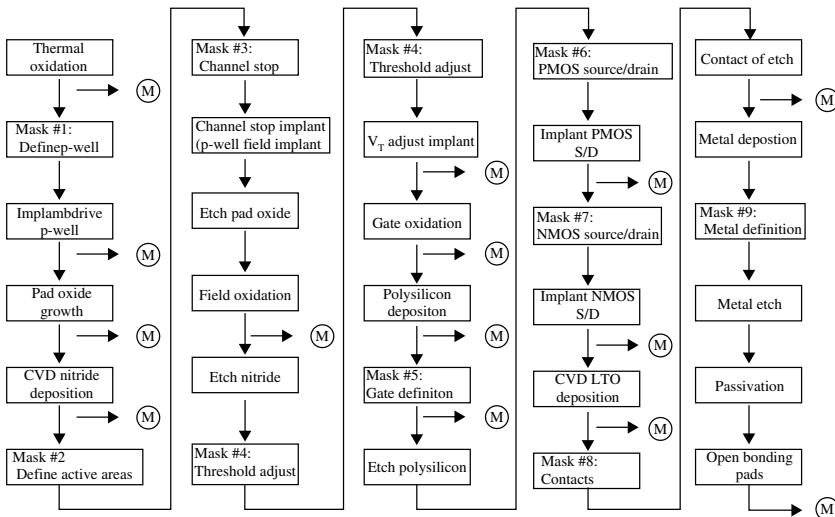 Thermal
oxidation
M
Mask #1:
Definep-well
Implambdrive
p-well
M
Pad oxide
growth
M
CVD nitride
deposition
M
Mask #2
Define active areas
Mask #3:
Channel stop
Channel stop implant
(p-well field implant
Etch pad oxide
Field oxidation
M
Etch nitride
Mask #4:
Threshold adjust
Mask #4:
Threshold adjust
V_T adjust implant
M
Gate oxidation
M
Polysilicon
depositon
M
Mask #5:
Gate definiton
M
Etch polysilicon
Mask #6:
PMOS source/drain
Implant PMOS
S/D
M
Mask #7:
NMOS source/drain
Implant NMOS
S/D
M
CVD LTO
deposition
M
Mask #8:
Contacts
Contact of etch
M
Metal depostion
Mask #9:
Metal definition
Metal etch
Passivation
Open bonding
pads
M